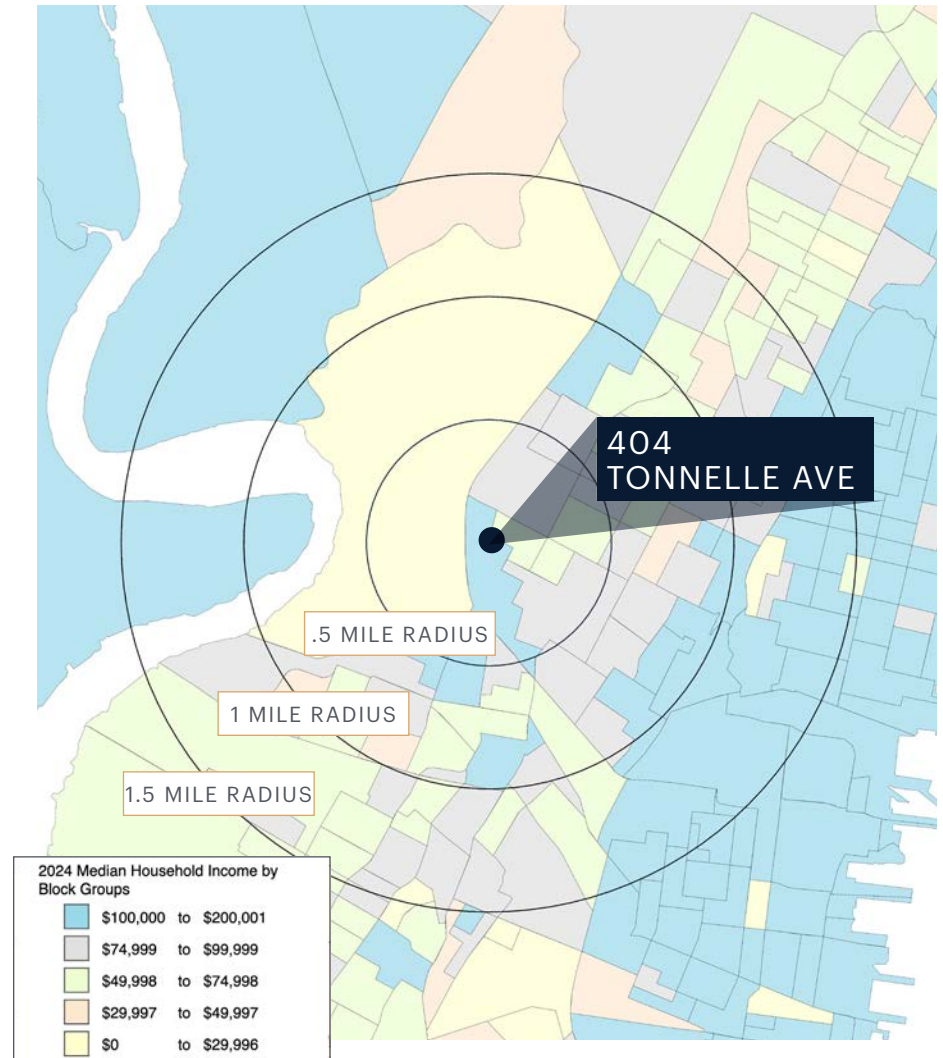 404
TONNELLE AVE
.5 MILE RADIUS
1 MILE RADIUS
1.5 MILE RADIUS
2024 Median Household Income by
Block Groups
$100,000 to $200,001
$74,999 to $99,999
$49,998 to $74,998
$29,997 to $49,997
$0 to $29,996